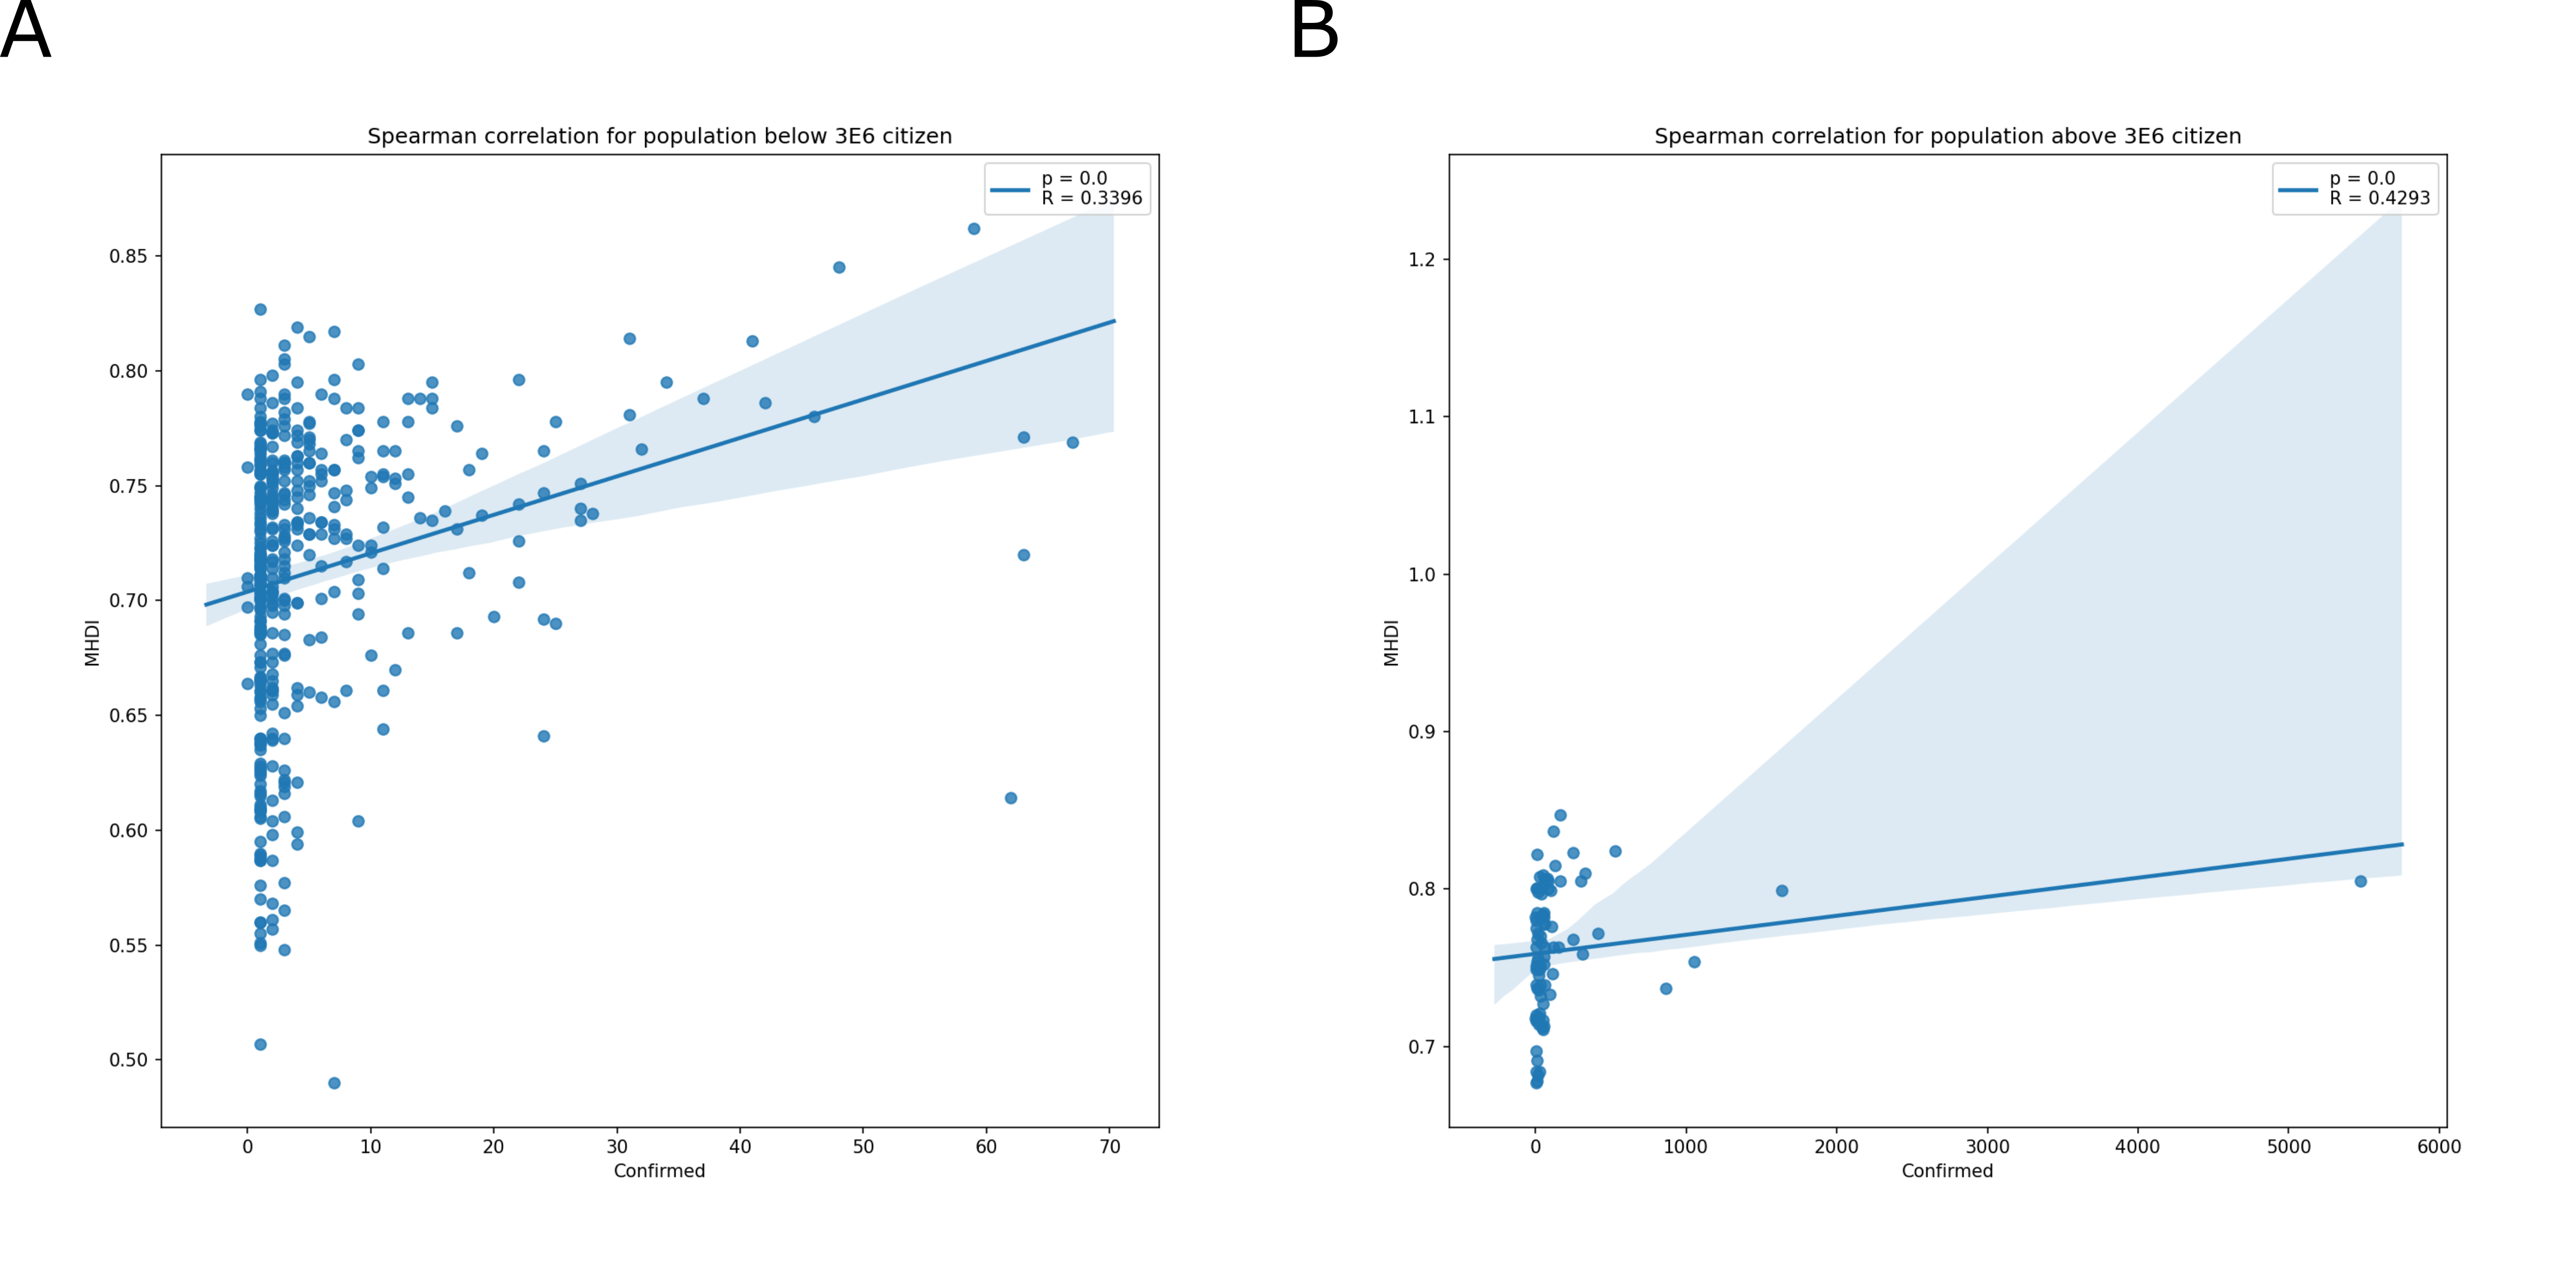 A
Spearman correlation for population below 3E6 citizen
p = 0.0
R = 0.3396
0.85
0.80
0.75
0.70
0.65
0.60
0.55
0.50
MHDI
0 10 20 30 40 50 60 70
Confirmed
B
Spearman correlation for population above 3E6 citizen
p = 0.0
R = 0.4293
1.2
1.1
1.0
0.9
0.8
0.7
MHDI
0 1000 2000 3000 4000 5000 6000
Confirmed